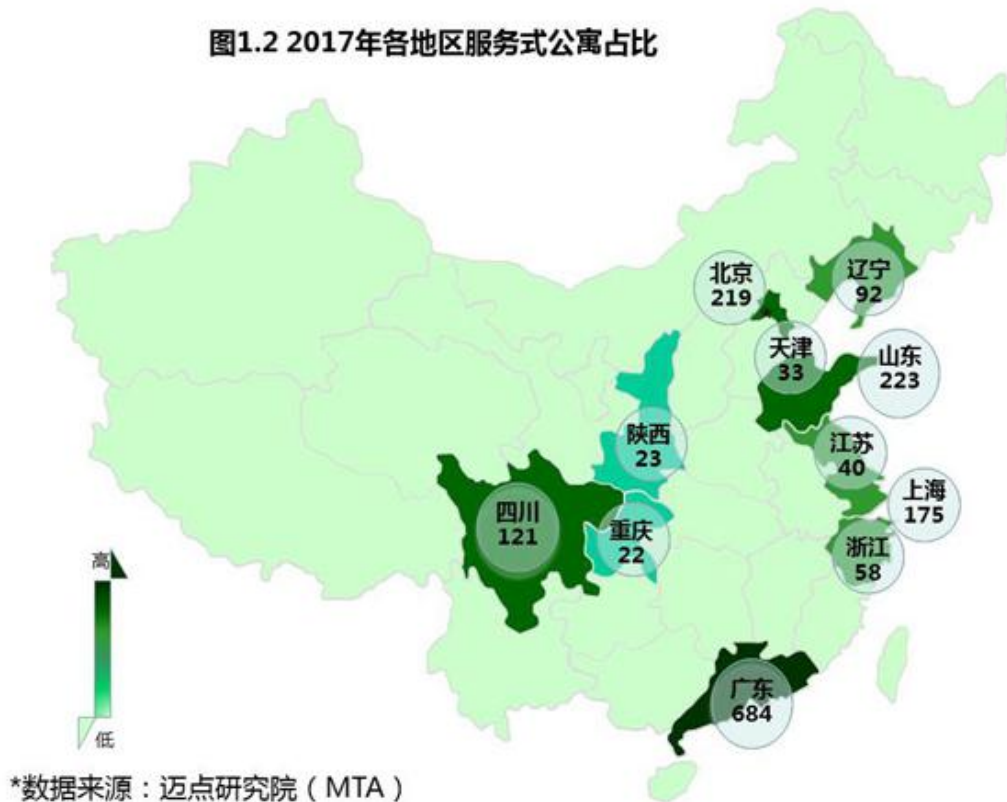 图1.2 2017年各地区服务式公寓占比
北京
219
辽宁
92
天津
33
山东
223
陕西
23
江苏
40
四川
121
重庆
22
上海
175
浙江
58
广东
684
高
低
*数据来源：迈点研究院（MTA）